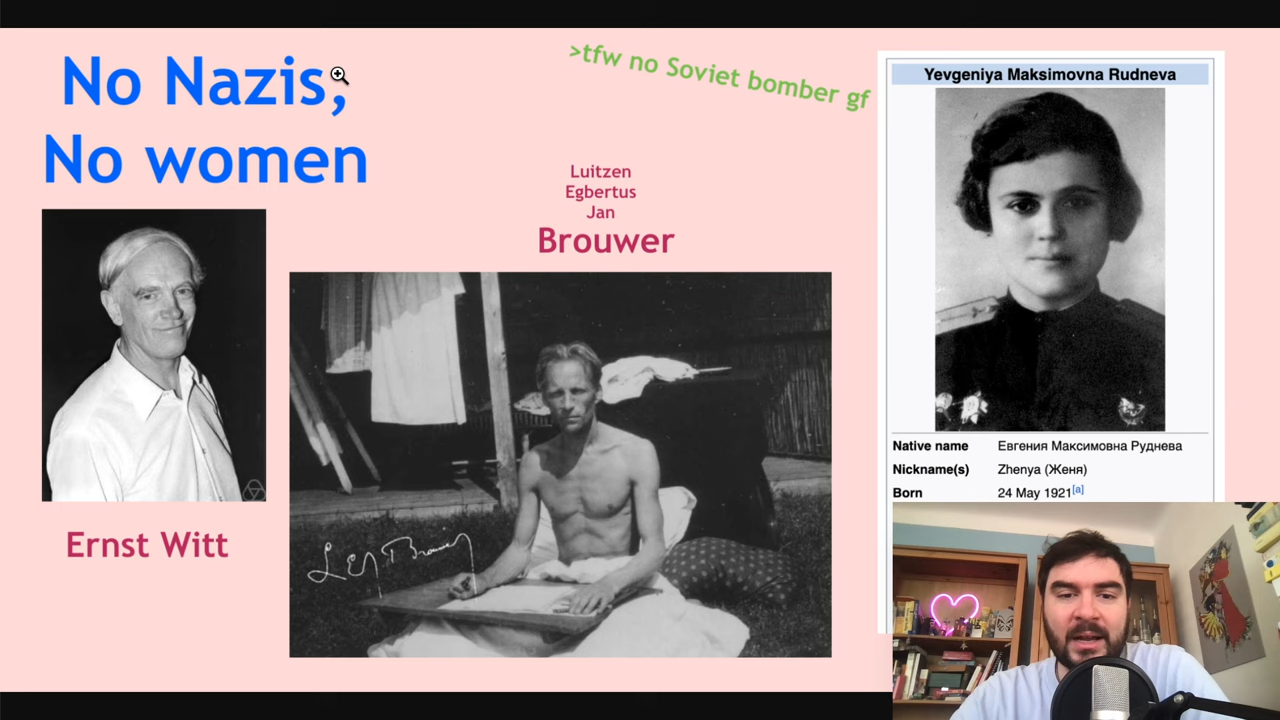 No Nazis,
No women
>tfw no Soviet bomber gf
Luitzen
Egbertus
Jan
Brouwer
Ernst Witt
L E J Brouwer
Yevgeniya Maksimovna Rudneva
Native name Евгения Максимовна Руднева
Nickname(s) Zhenya (Женя)
Born 24 May 1921[a]